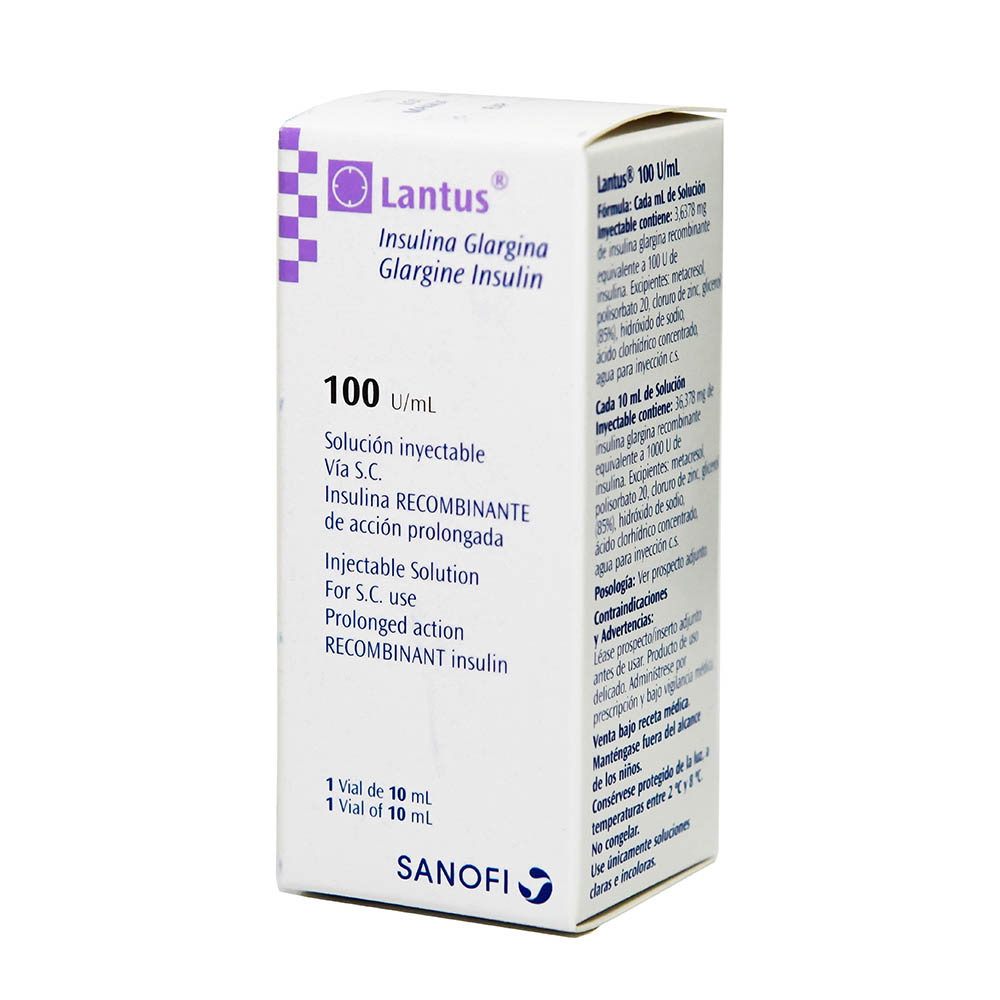 Lantus®
Insulina Glargina
Glargine Insulin
100 U/mL
Solución inyectable
Vía S.C.
Insulina RECOMBINANTE
de acción prolongada
Injectable Solution
For S.C. use
Prolonged action
RECOMBINANT insulin
1 Vial de 10 mL
1 Vial of 10 mL
SANOFI
Lantus® 100 U/mL
Fórmula: Cada mL de Solución
Inyectable contiene: 3,6378 mg
de insulina glargina recombinante
equivalente a 100 U de
insulina. Excipientes: metacresol,
polisorbato 20, cloruro de zinc, glicerol
(85%), hidróxido de sodio,
ácido clorhídrico concentrado,
agua para inyección c.s.
Cada 10 mL de Solución
Inyectable contiene: 36,378 mg de
insulina glargina recombinante
equivalente a 1000 U de
insulina. Excipientes: metacresol,
polisorbato 20, cloruro de zinc, glicerol
(85%), hidróxido de sodio,
ácido clorhídrico concentrado,
agua para inyección c.s.
Posología: Ver prospecto adjunto
Contraindicaciones
y Advertencias:
Léase prospecto/inserto adjunto
antes de usar. Producto de uso
delicado. Adminístrese por
prescripción y bajo vigilancia médica.
Venta bajo receta médica.
Manténgase fuera del alcance
de los niños.
Consérvese protegido de la luz, a
temperaturas entre 2 °C y 8 °C.
No congelar.
Use únicamente soluciones
claras e incoloras.